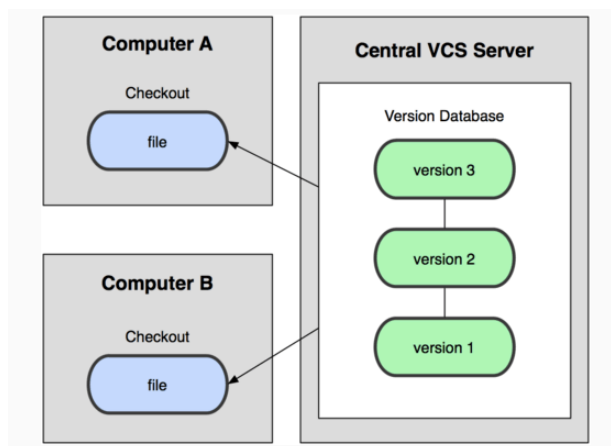 Computer A
Checkout
file
Computer B
Checkout
file
Central VCS Server
Version Database
version 3
version 2
version 1